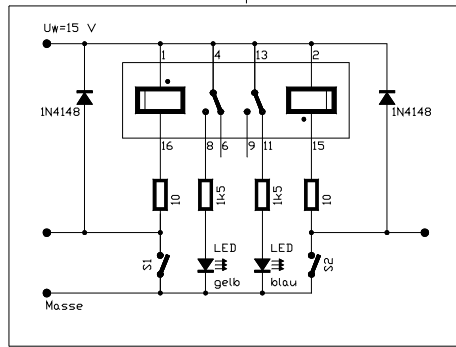 Uw=15 V
1 4 13 2
1N4148 1N4148
16 8 6 9 11 15
10 1k5 1k5 10
S1 LED LED S2
gelb blau
Masse